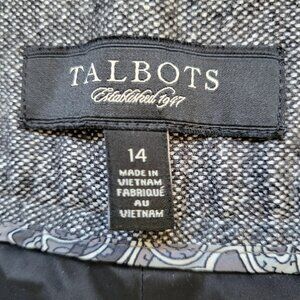 TALBOTS
Established 1947
14
MADE IN
VIETNAM
FABRIQUÉ
AU
VIETNAM